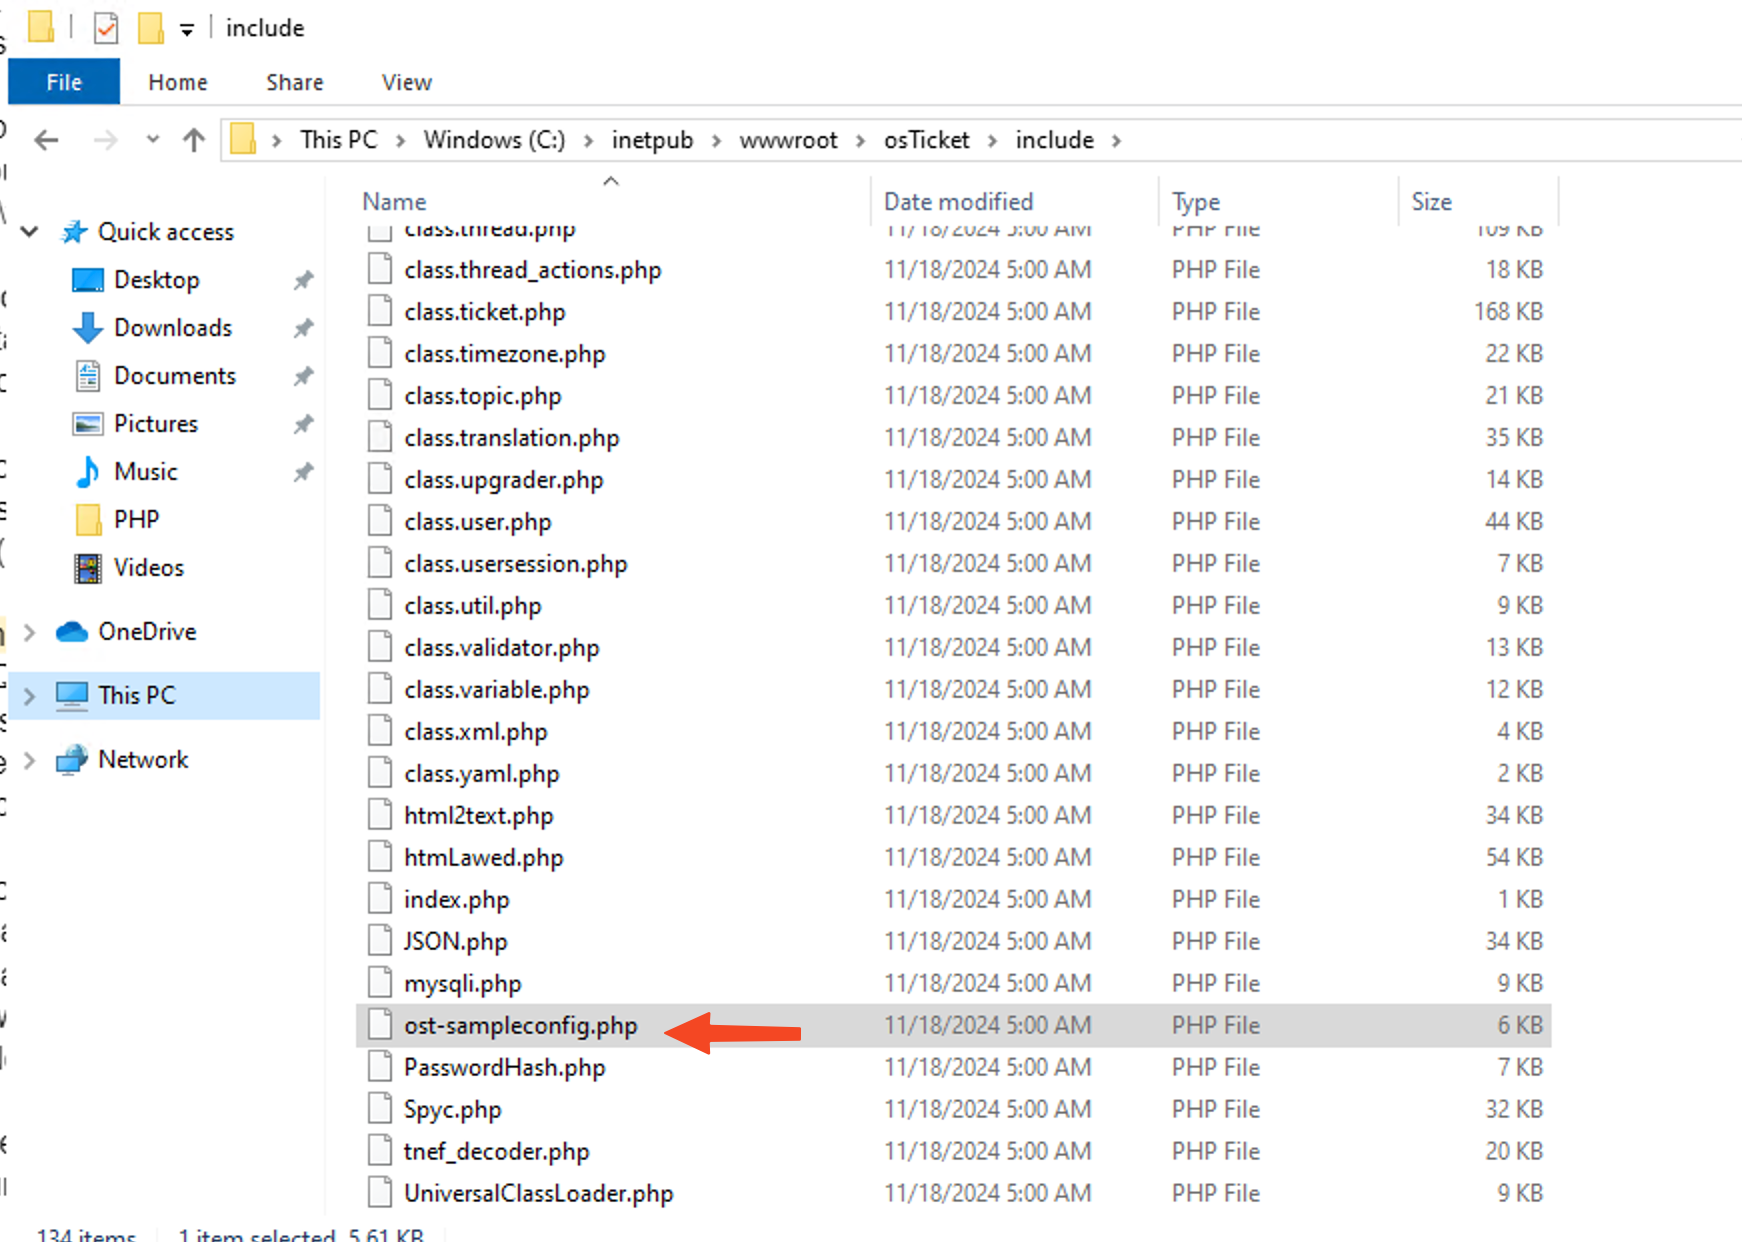 include
File Home Share View
This PC Windows (C:) inetpub wwwroot osTicket include
Name Date modified Type Size
Quick access
Desktop
Downloads
Documents
Pictures
Music
PHP
Videos
OneDrive
This PC
Network
class.thread.php 11/18/2024 5:00 AM PHP File 109 KB
class.thread_actions.php 11/18/2024 5:00 AM PHP File 18 KB
class.ticket.php 11/18/2024 5:00 AM PHP File 168 KB
class.timezone.php 11/18/2024 5:00 AM PHP File 22 KB
class.topic.php 11/18/2024 5:00 AM PHP File 21 KB
class.translation.php 11/18/2024 5:00 AM PHP File 35 KB
class.upgrader.php 11/18/2024 5:00 AM PHP File 14 KB
class.user.php 11/18/2024 5:00 AM PHP File 44 KB
class.usersession.php 11/18/2024 5:00 AM PHP File 7 KB
class.util.php 11/18/2024 5:00 AM PHP File 9 KB
class.validator.php 11/18/2024 5:00 AM PHP File 13 KB
class.variable.php 11/18/2024 5:00 AM PHP File 12 KB
class.xml.php 11/18/2024 5:00 AM PHP File 4 KB
class.yaml.php 11/18/2024 5:00 AM PHP File 2 KB
html2text.php 11/18/2024 5:00 AM PHP File 34 KB
htmLawed.php 11/18/2024 5:00 AM PHP File 54 KB
index.php 11/18/2024 5:00 AM PHP File 1 KB
JSON.php 11/18/2024 5:00 AM PHP File 34 KB
mysqli.php 11/18/2024 5:00 AM PHP File 9 KB
ost-sampleconfig.php 11/18/2024 5:00 AM PHP File 6 KB
PasswordHash.php 11/18/2024 5:00 AM PHP File 7 KB
Spyc.php 11/18/2024 5:00 AM PHP File 32 KB
tnef_decoder.php 11/18/2024 5:00 AM PHP File 20 KB
UniversalClassLoader.php 11/18/2024 5:00 AM PHP File 9 KB
134 items 1 item selected 5.61 KB